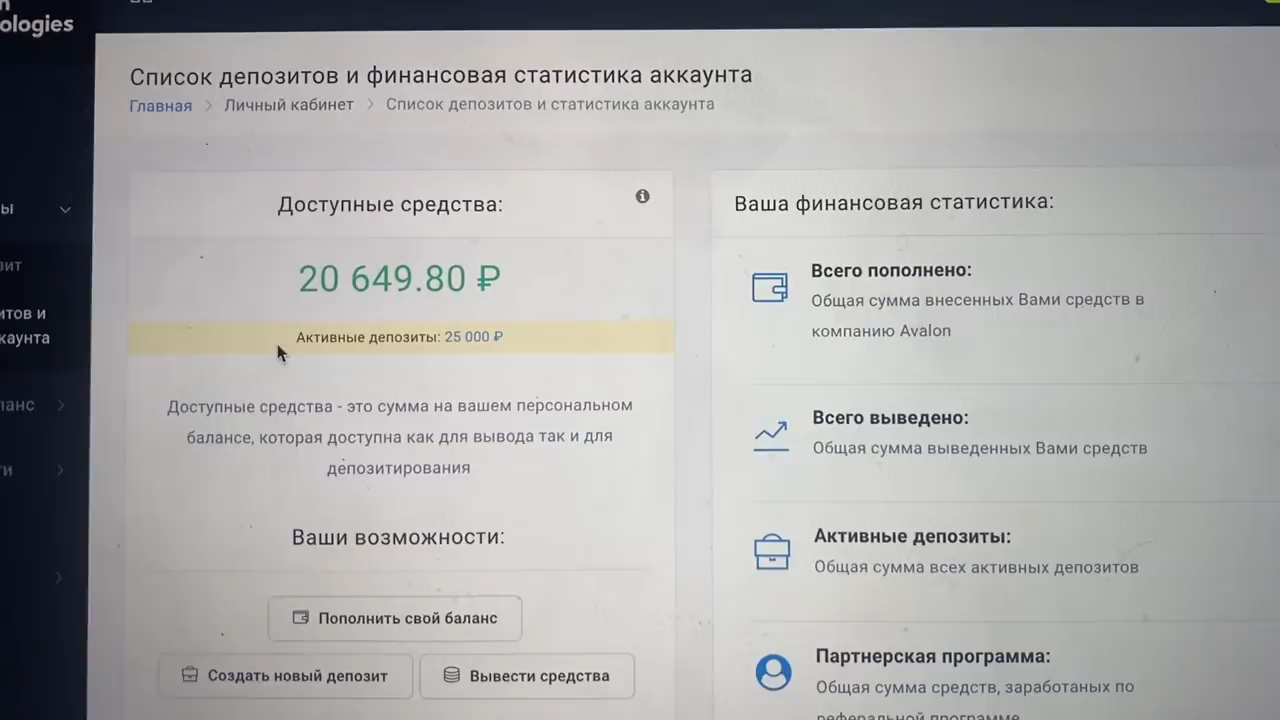 ologies
Список депозитов и финансовая статистика аккаунта
Главная > Личный кабинет > Список депозитов и статистика аккаунта
Доступные средства:
20 649.80 ₽
Активные депозиты: 25 000 ₽
Доступные средства - это сумма на вашем персональном
балансе, которая доступна как для вывода так и для
депозитирования
Ваши возможности:
Пополнить свой баланс
Создать новый депозит
Вывести средства
Ваша финансовая статистика:
Всего пополнено:
Общая сумма внесенных Вами средств в
компанию Avalon
Всего выведено:
Общая сумма выведенных Вами средств
Активные депозиты:
Общая сумма всех активных депозитов
Партнерская программа:
Общая сумма средств, заработаных по
реферальной программе